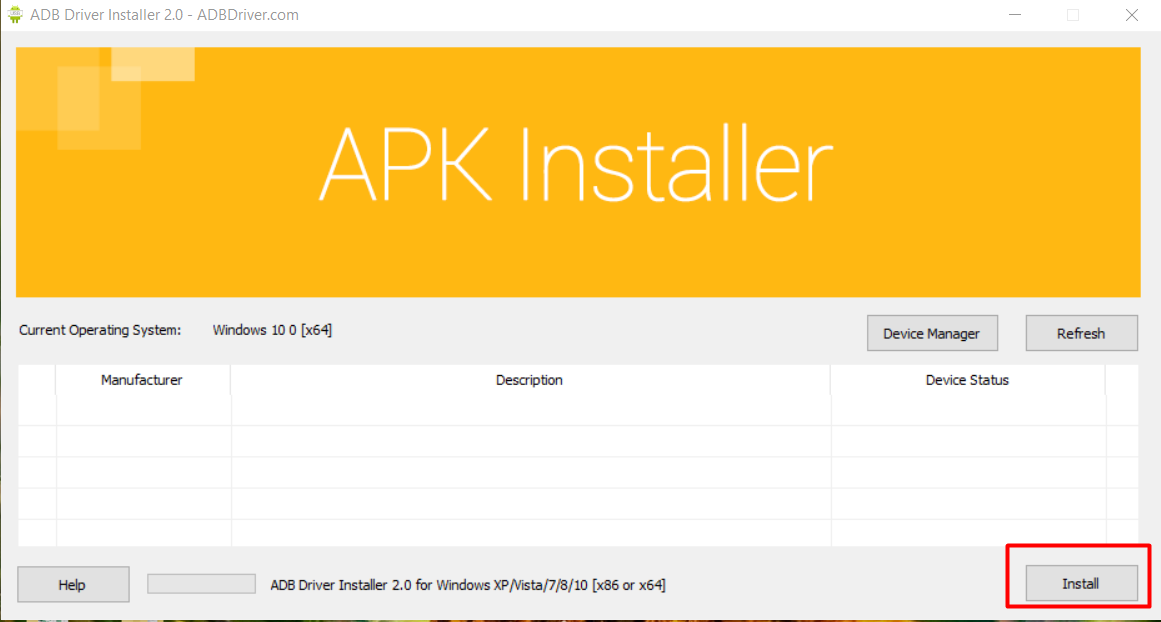 ADB Driver Installer 2.0 - ADBDriver.com
APK Installer
Current Operating System: Windows 10 0 [x64]
Device Manager
Refresh
Manufacturer Description Device Status
Help
ADB Driver Installer 2.0 for Windows XP/Vista/7/8/10 [x86 or x64]
Install